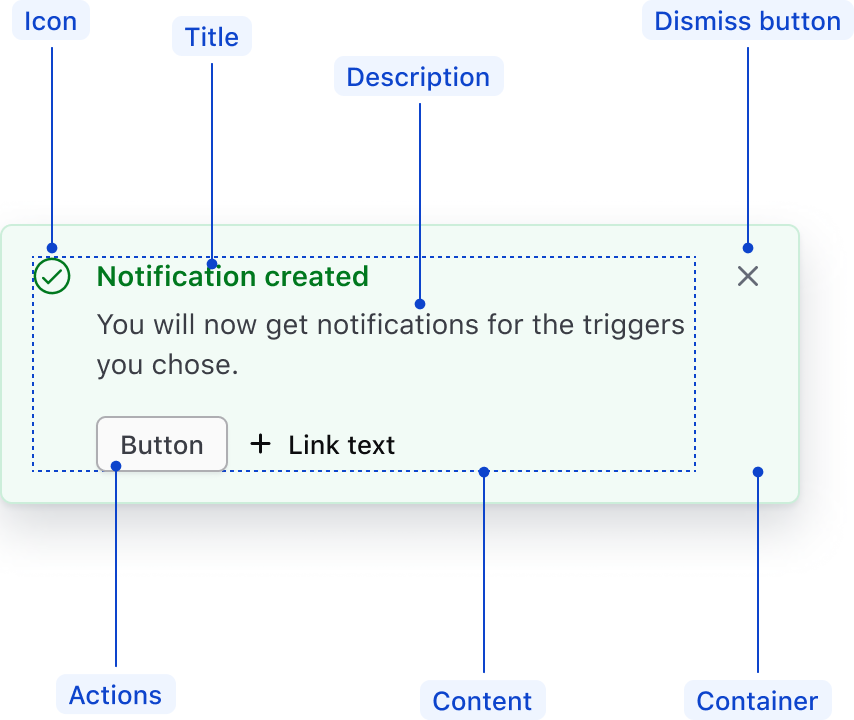 Icon
Title
Description
Dismiss button
Notification created
You will now get notifications for the triggers
you chose.
Button
+ Link text
Actions
Content
Container